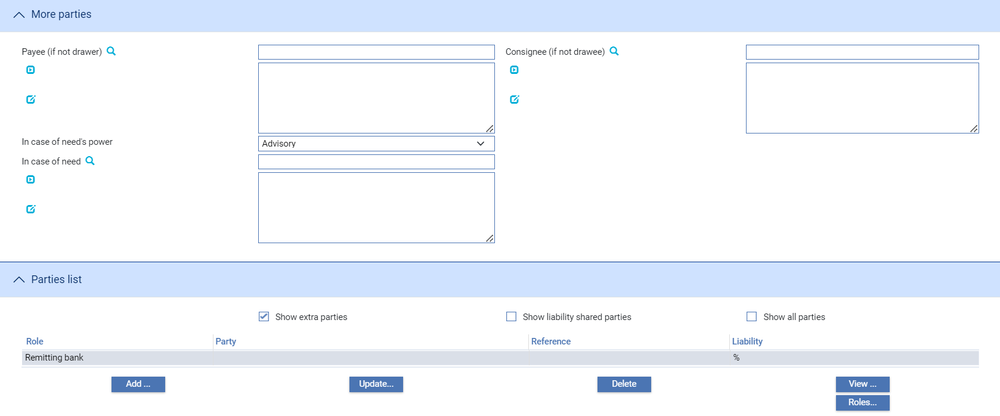 More parties
Payee (if not drawer)
Consignee (if not drawee)
In case of need's power
Advisory
In case of need
Parties list
Show extra parties
Show liability shared parties
Show all parties
Role Party Reference Liability
Remitting bank %
Add ... Update... Delete View ...
Roles...